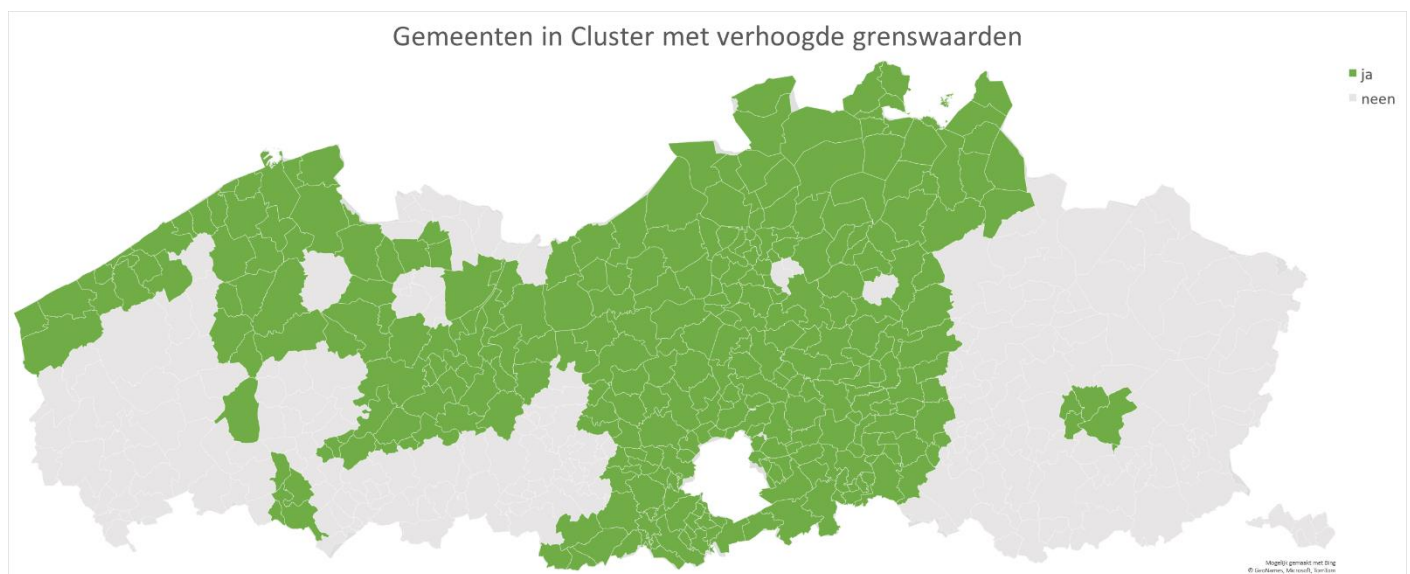 Gemeenten in Cluster met verhoogde grenswaarden
ja
neen
Mogelijk gemaakt met Bing
© GeoNames, Microsoft, TomTom